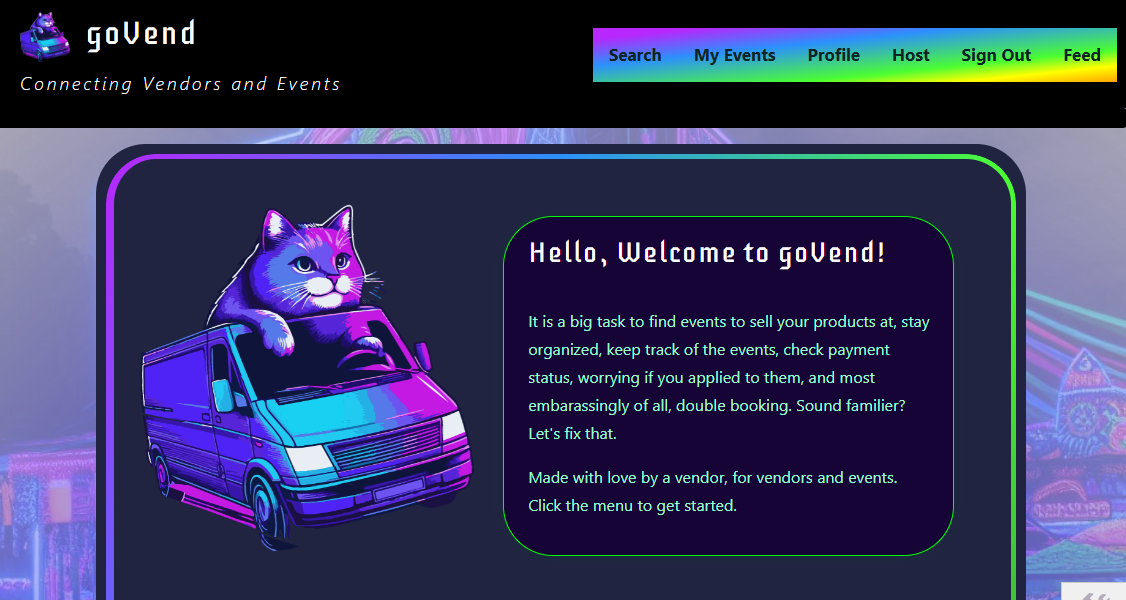 goVend
Connecting Vendors and Events
Search My Events Profile Host Sign Out Feed
Hello, Welcome to goVend!
It is a big task to find events to sell your products at, stay
organized, keep track of the events, check payment
status, worrying if you applied to them, and most
embarassingly of all, double booking. Sound familier?
Let's fix that.
Made with love by a vendor, for vendors and events.
Click the menu to get started.